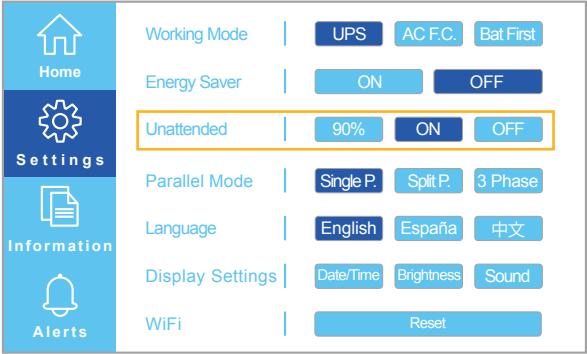 Home
Settings
Information
Alerts
Working Mode UPS AC F.C. Bat First
Energy Saver ON OFF
Unattended 90% ON OFF
Parallel Mode Single P. Split P. 3 Phase
Language English España 中文
Display Settings Date/Time Brightness Sound
WiFi Reset